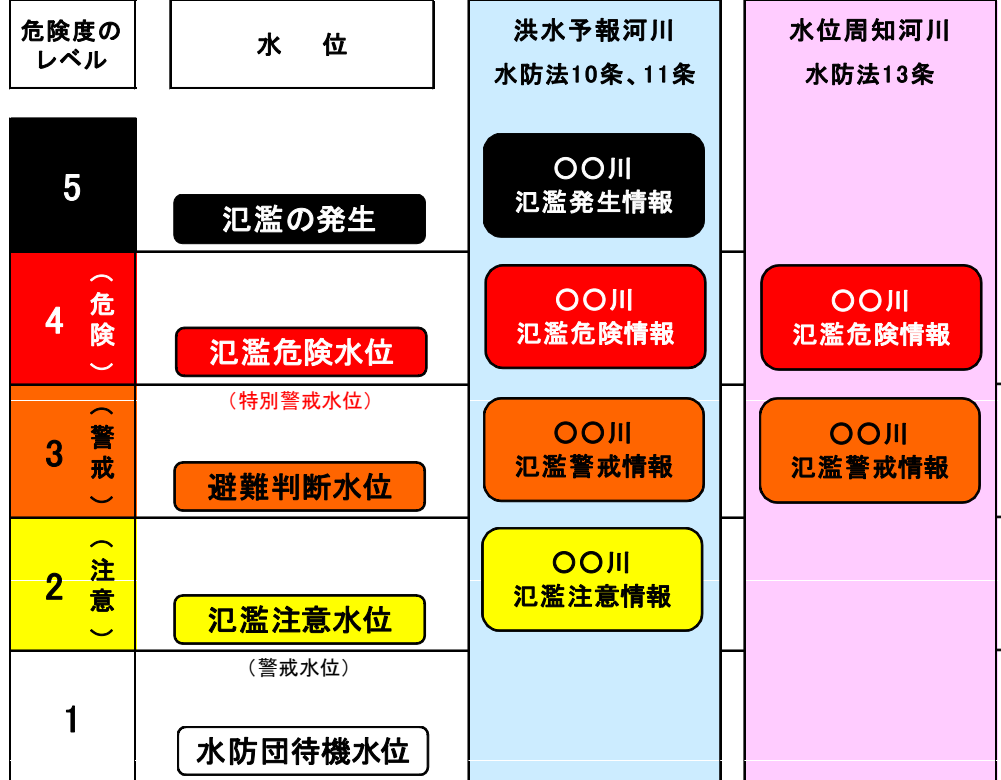 危険度の
レベル
水　位
洪水予報河川
水防法10条、11条
水位周知河川
水防法13条
5
氾濫の発生
〇〇川
氾濫発生情報
4
（危険）
氾濫危険水位
〇〇川
氾濫危険情報
〇〇川
氾濫危険情報
3
（警戒）
（特別警戒水位）
避難判断水位
〇〇川
氾濫警戒情報
〇〇川
氾濫警戒情報
2
（注意）
氾濫注意水位
〇〇川
氾濫注意情報
1
（警戒水位）
水防団待機水位